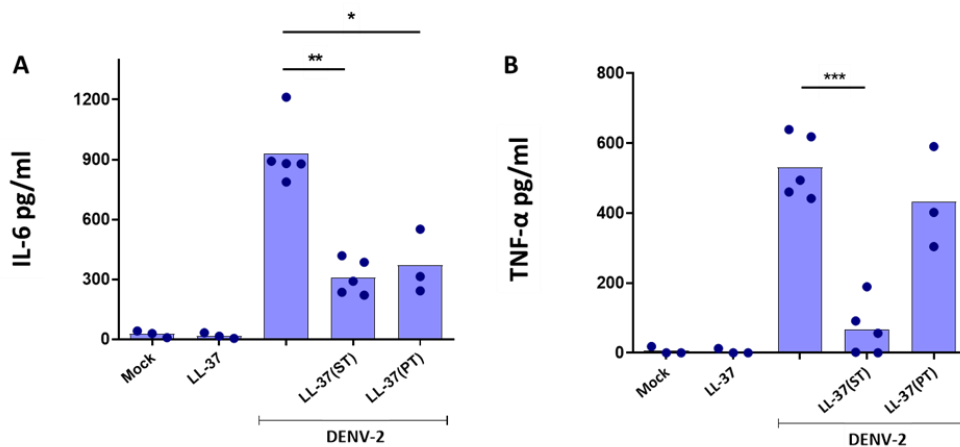 A
*
**
IL-6 pg/ml
1200
900
600
300
0
Mock
LL-37
LL-37(ST)
LL-37(PT)
DENV-2
B
***
TNF-α pg/ml
800
600
400
200
0
Mock
LL-37
LL-37(ST)
LL-37(PT)
DENV-2